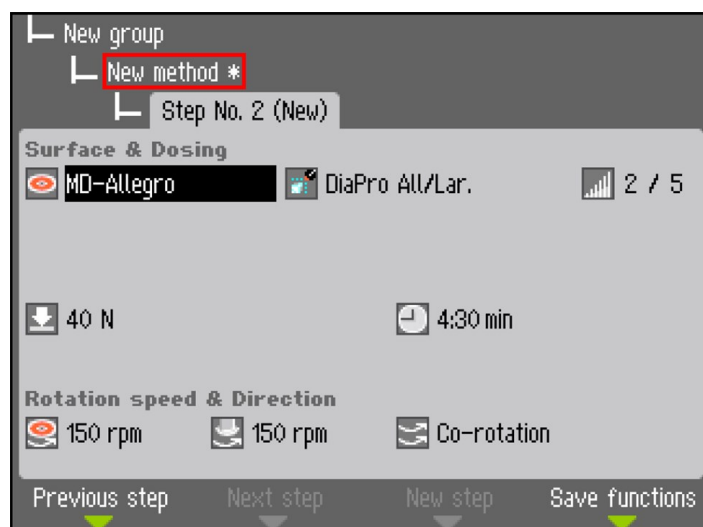 New group
New method *
Step No. 2 (New)
Surface & Dosing
MD-Allegro DiaPro All/Lar. 2 / 5
40 N 4:30 min
Rotation speed & Direction
150 rpm 150 rpm Co-rotation
Previous step Next step New step Save functions